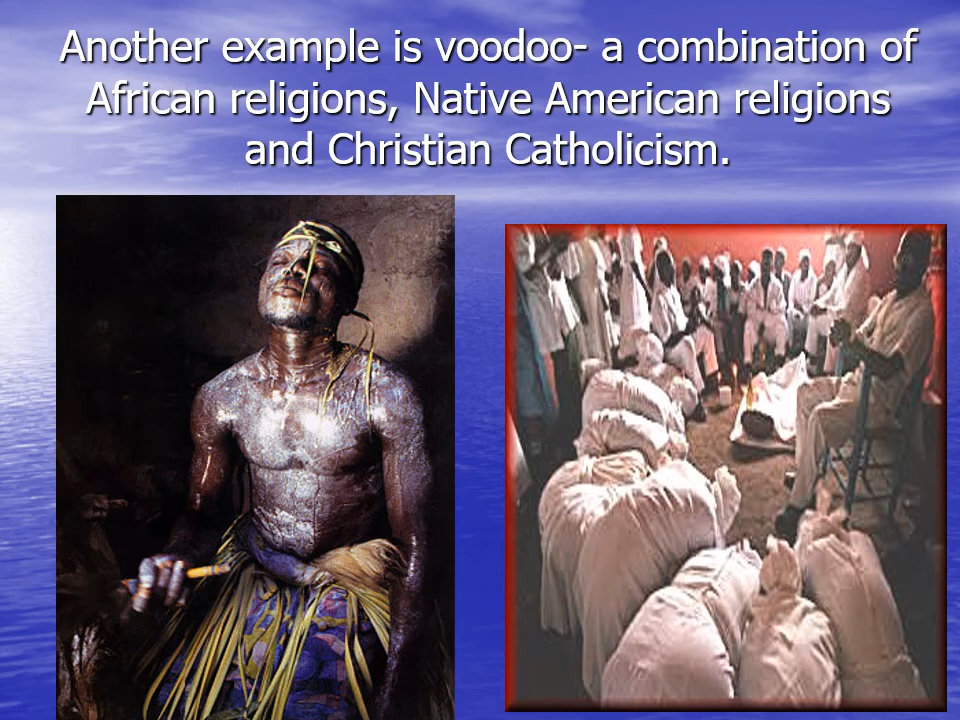 Another example is voodoo- a combination of
African religions, Native American religions
and Christian Catholicism.